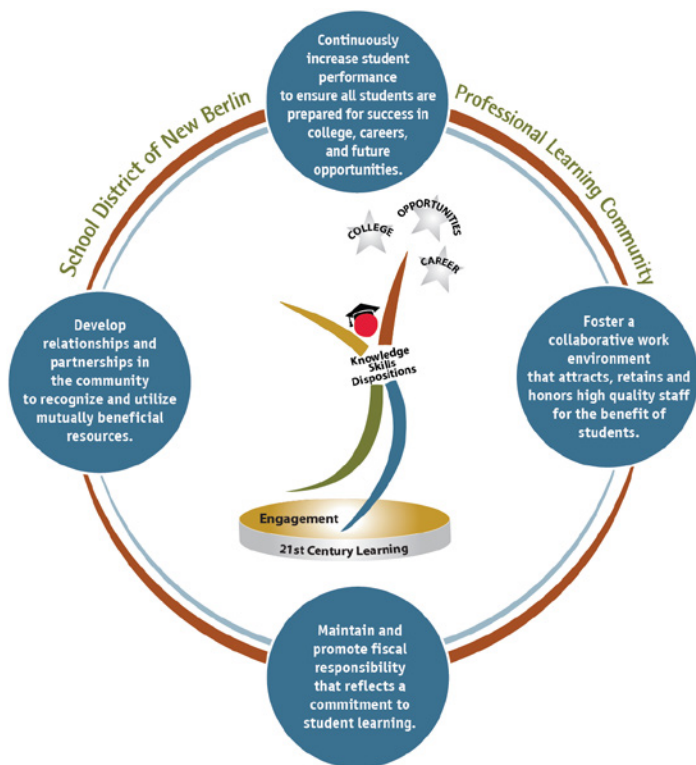 Continuously
increase student
performance
to ensure all students are
prepared for success in
college, careers,
and future
opportunities.
School District of New Berlin
Professional Learning Community
OPPORTUNITIES
COLLEGE
CAREER
Develop
relationships and
partnerships in
the community
to recognize and utilize
mutually beneficial
resources.
Knowledge
Skills
Dispositions
Foster a
collaborative work
environment
that attracts, retains and
honors high quality staff
for the benefit of
students.
Engagement
21st Century Learning
Maintain and
promote fiscal
responsibility
that reflects a
commitment to
student learning.